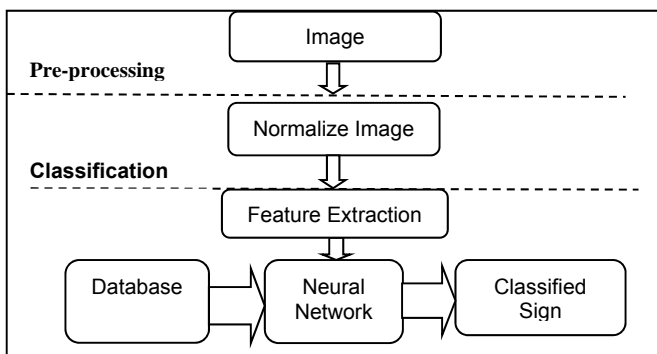 Image
Pre-processing
Normalize Image
Classification
Feature Extraction
Database
Neural
Network
Classified
Sign